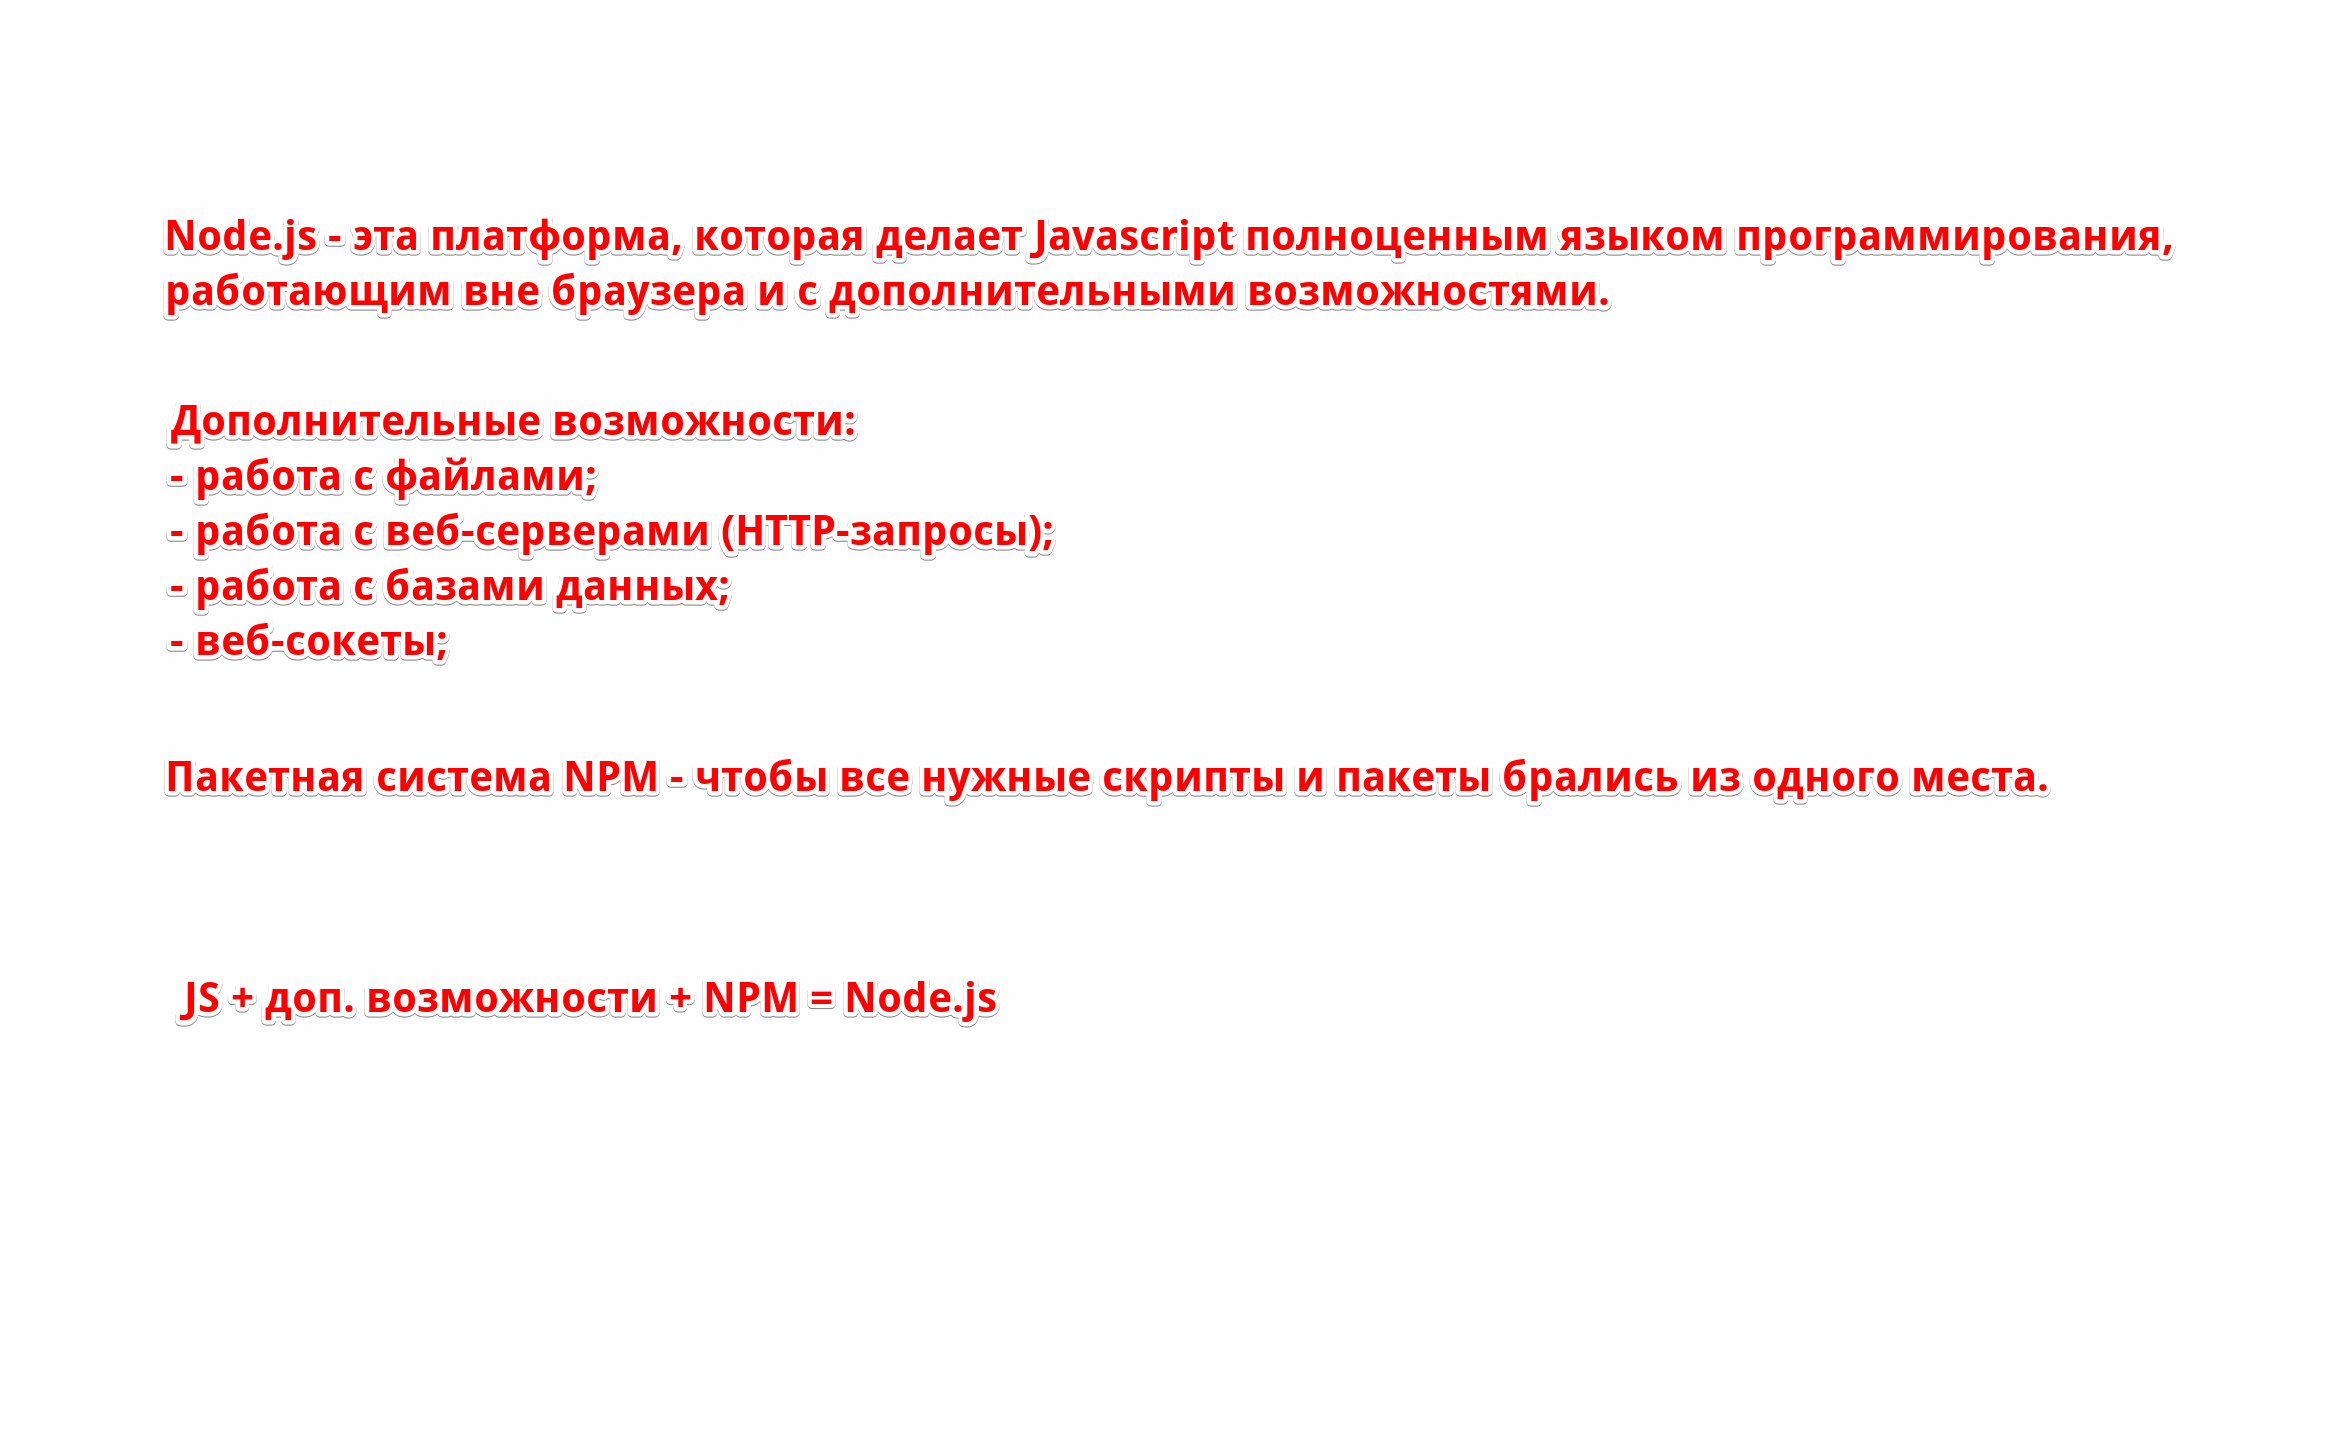 Node.js - эта платформа, которая делает Javascript полноценным языком программирования,
работающим вне браузера и с дополнительными возможностями.
Дополнительные возможности:
- работа с файлами;
- работа с веб-серверами (HTTP-запросы);
- работа с базами данных;
- веб-сокеты;
Пакетная система NPM - чтобы все нужные скрипты и пакеты брались из одного места.
JS + доп. возможности + NPM = Node.js